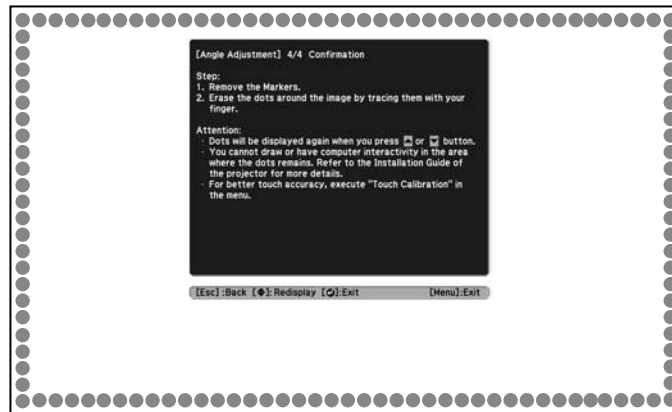 [Angle Adjustment] 4/4 Confirmation
Step:
1. Remove the Markers.
2. Erase the dots around the image by tracing them with your
finger.
Attention:
· Dots will be displayed again when you press or button.
· You cannot draw or have computer interactivity in the area
where the dots remains. Refer to the Installation Guide of
the projector for more details.
· For better touch accuracy, execute "Touch Calibration" in
the menu.
[Esc] :Back [◆]: Redisplay [ ]:Exit [Menu]:Exit